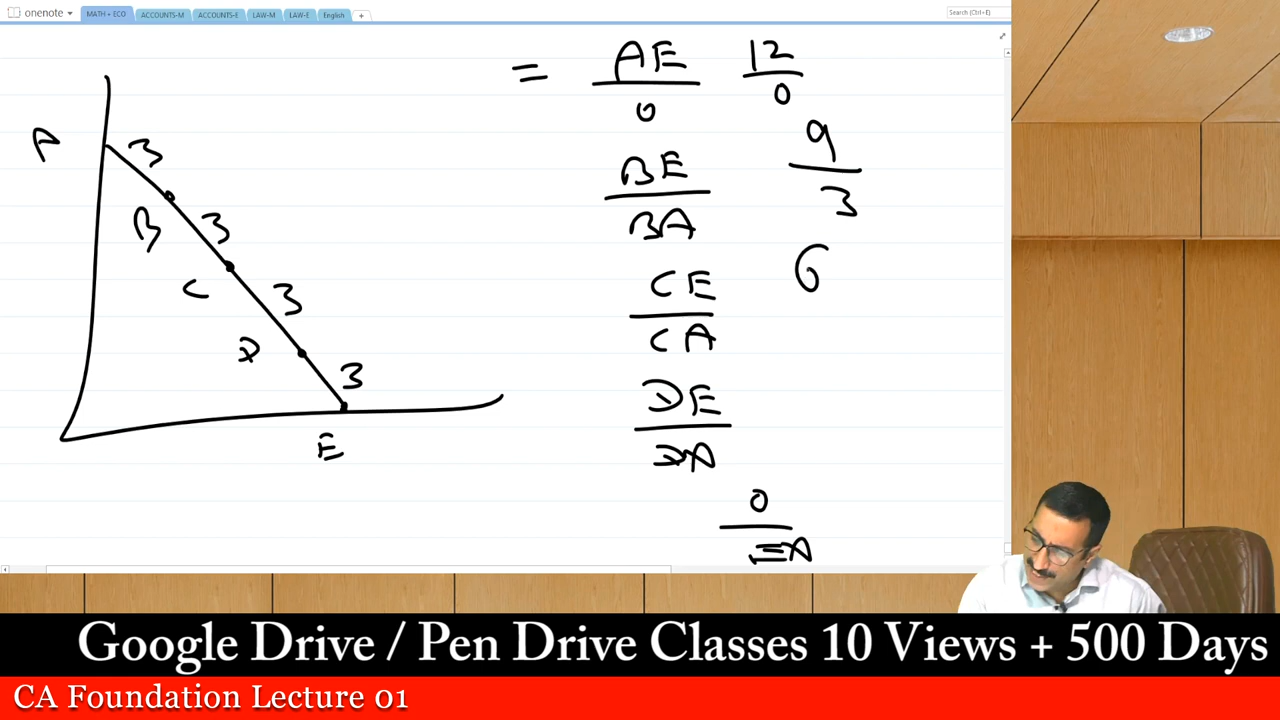 onenote
MATH + ECO
ACCOUNTS-M
ACCOUNTS-E
LAW-M
LAW-E
English
+
Search (Ctrl+E)
A
3
B
3
C
3
D
3
E
= AE/0 12/0
BE/BA 9/3
CE/CA 6
DE/DA
0/EA
Google Drive / Pen Drive Classes 10 Views + 500 Days
CA Foundation Lecture 01